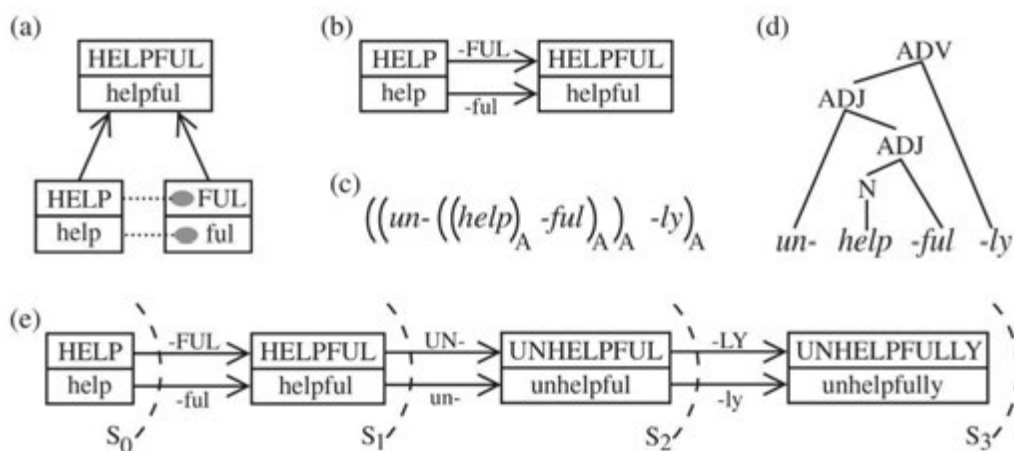 (a)
HELPFUL
helpful
HELP
help
FUL
ful
(b)
HELP
help
-FUL
-ful
HELPFUL
helpful
(c)
((un- ((help)A -ful)A)A -ly)A
(d)
ADV
ADJ
ADJ
N
un- help -ful -ly
(e)
HELP
help
-FUL
-ful
HELPFUL
helpful
UN-
un-
UNHELPFUL
unhelpful
-LY
-ly
UNHELPFULLY
unhelpfully
S0 S1 S2 S3